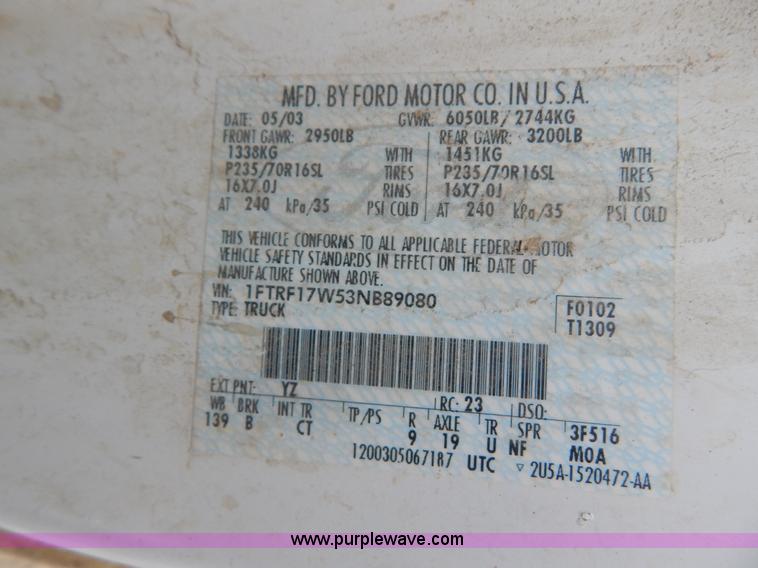 MFD. BY FORD MOTOR CO. IN U.S.A.
DATE: 05/03 GVWR: 6050LB/ 2744KG
FRONT GAWR: 2950LB REAR GAWR: 3200LB
1338KG WITH 1451KG WITH
P235/70R16SL TIRES P235/70R16SL TIRES
16X7.0J RIMS 16X7.0J RIMS
AT 240 kPa/35 PSI COLD AT 240 kPa/35 PSI COLD
THIS VEHICLE CONFORMS TO ALL APPLICABLE FEDERAL MOTOR
VEHICLE SAFETY STANDARDS IN EFFECT ON THE DATE OF
MANUFACTURE SHOWN ABOVE.
VIN: 1FTRF17W53NB89080 F0102
TYPE: TRUCK T1309
EXT PNT: YZ RC: 23 DSO:
WB BRK INT TR TP/PS R AXLE TR SPR 3F516
139 B CT 9 19 U NF MOA
1200305067187 UTC ▽ 2U5A-1520472-AA
www.purplewave.com